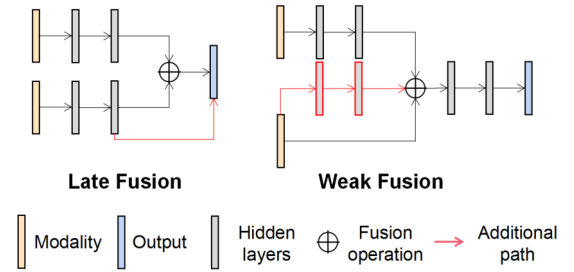 Late Fusion
Weak Fusion
Modality
Output
Hidden
layers
Fusion
operation
Additional
path